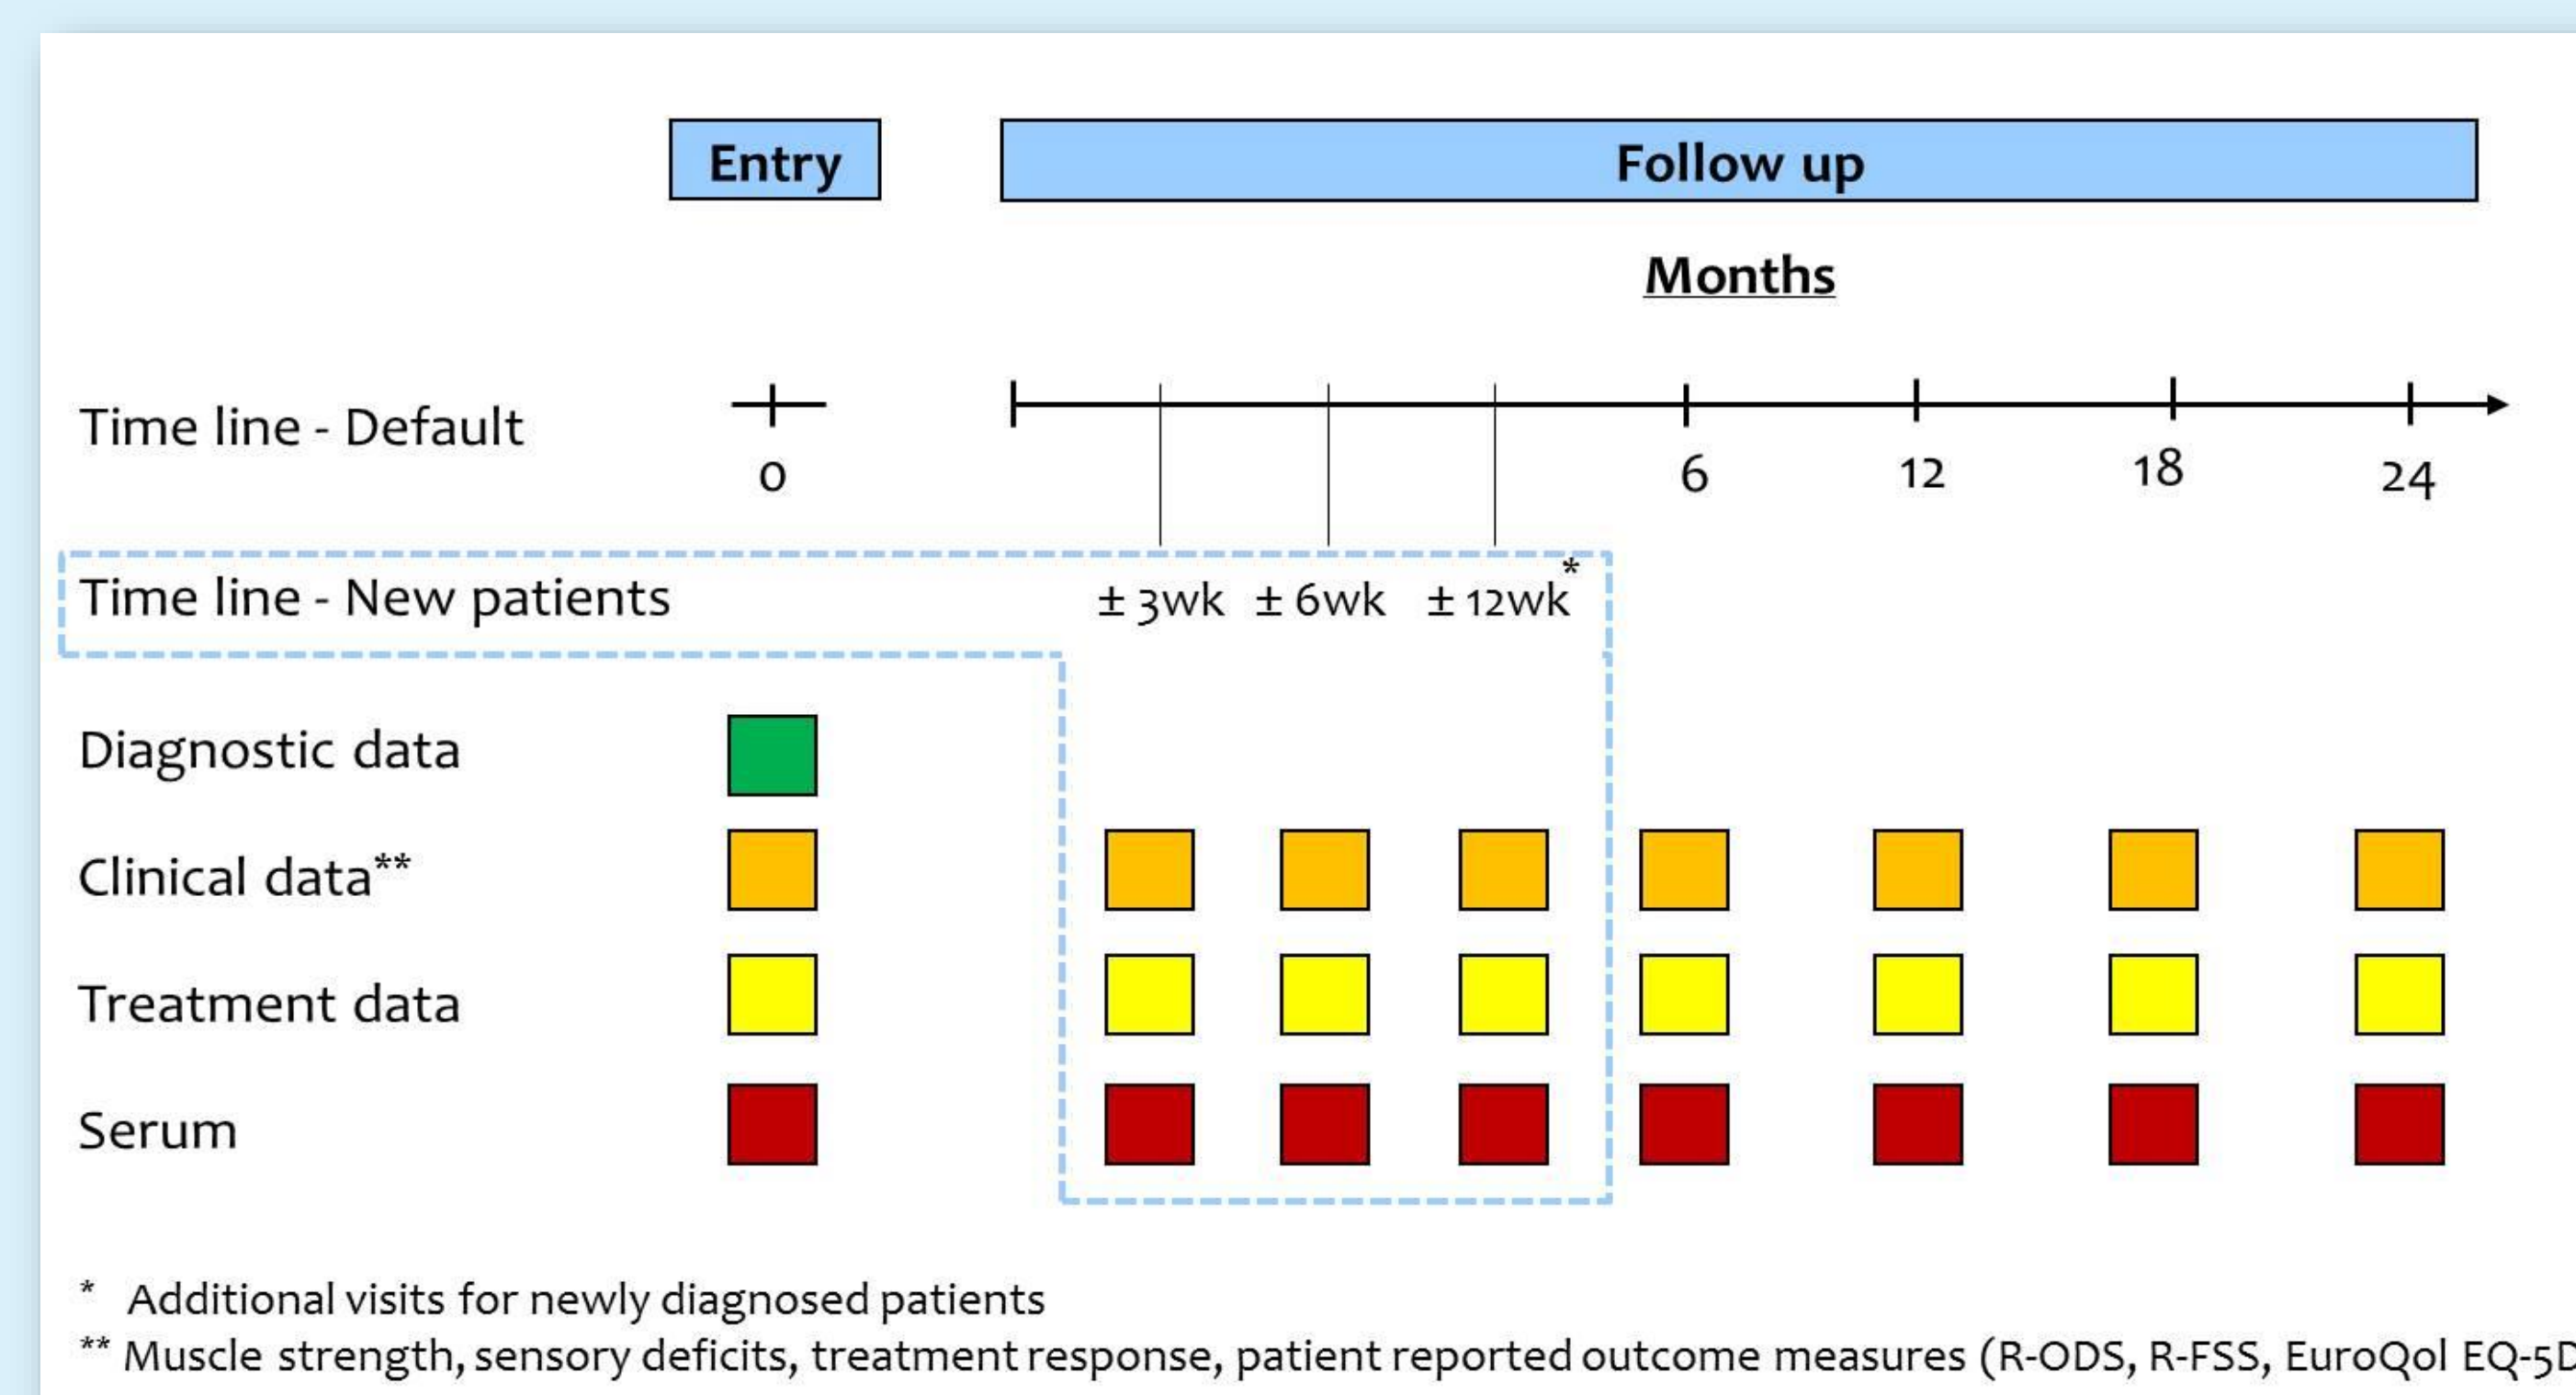 Entry Follow up
Months
Time line - Default
0 6 12 18 24
Time line - New patients ± 3wk ± 6wk ± 12wk*
Diagnostic data
Clinical data**
Treatment data
Serum
* Additional visits for newly diagnosed patients
** Muscle strength, sensory deficits, treatment response, patient reported outcome measures (R-ODS, R-FSS, EuroQol EQ-5D